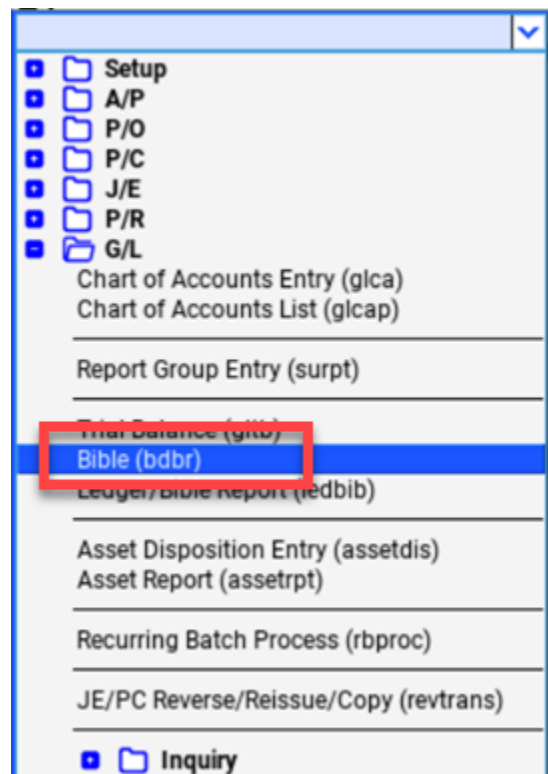 Setup
A/P
P/O
P/C
J/E
P/R
G/L
Chart of Accounts Entry (glca)
Chart of Accounts List (glcap)
Report Group Entry (surpt)
Trial Balance (gltb)
Bible (bdbr)
Ledger/Bible Report (ledbib)
Asset Disposition Entry (assetdis)
Asset Report (assetrpt)
Recurring Batch Process (rbproc)
JE/PC Reverse/Reissue/Copy (revtrans)
Inquiry